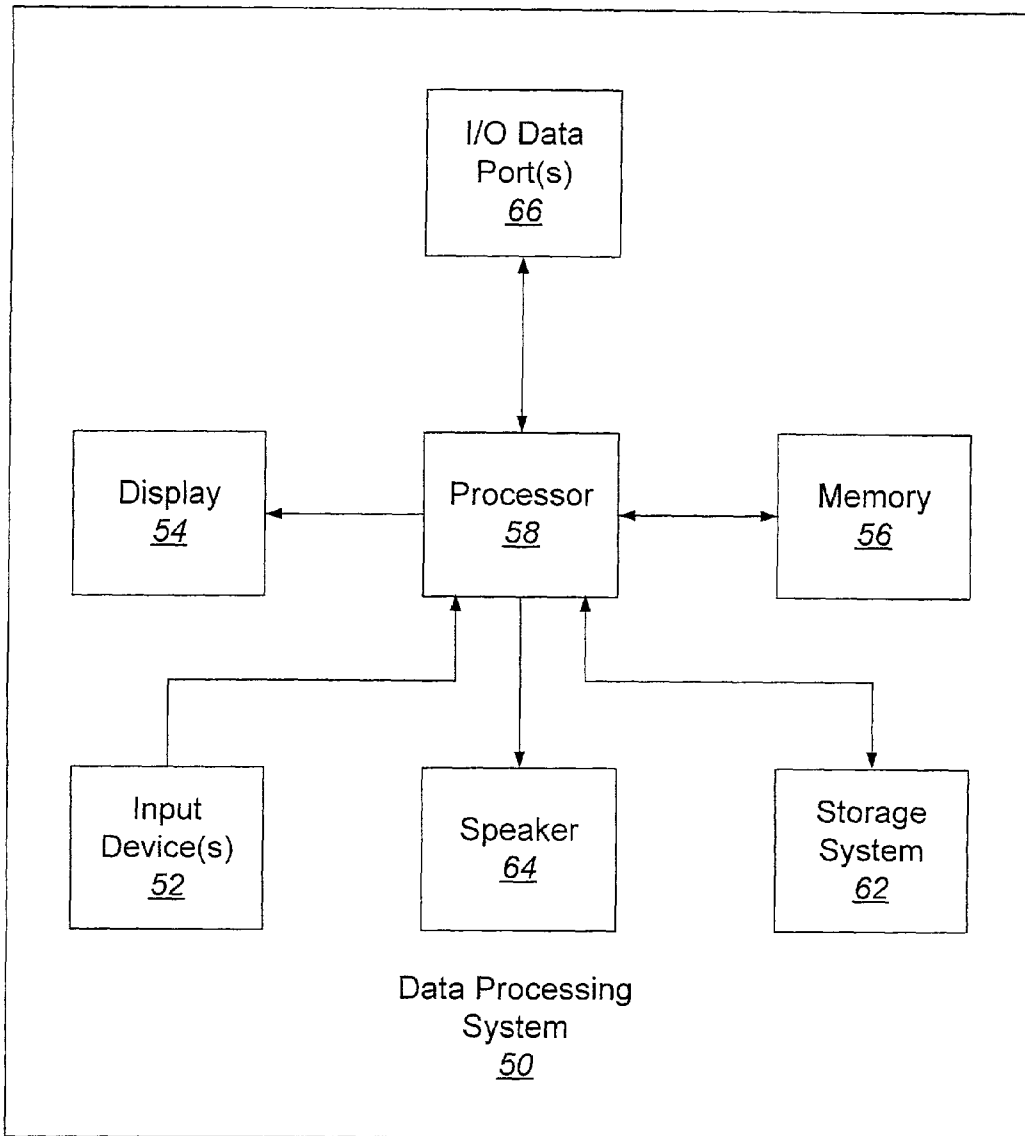 I/O Data
Port(s)
66
Display
54
Processor
58
Memory
56
Input
Device(s)
52
Speaker
64
Storage
System
62
Data Processing
System
50